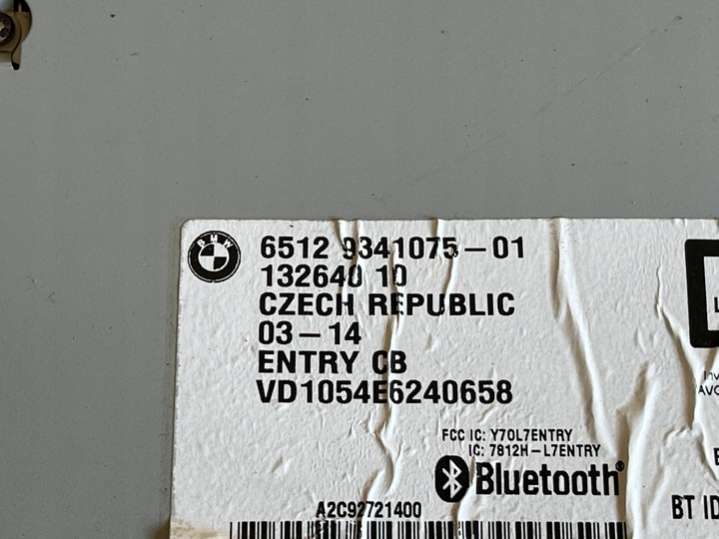 BMW
6512 9341075-01
132640 10
CZECH REPUBLIC
03-14
ENTRY CB
VD1054E6240658
FCC IC: Y7OL7ENTRY
IC: 7812H-L7ENTRY
Bluetooth®
A2C92721400
BT ID